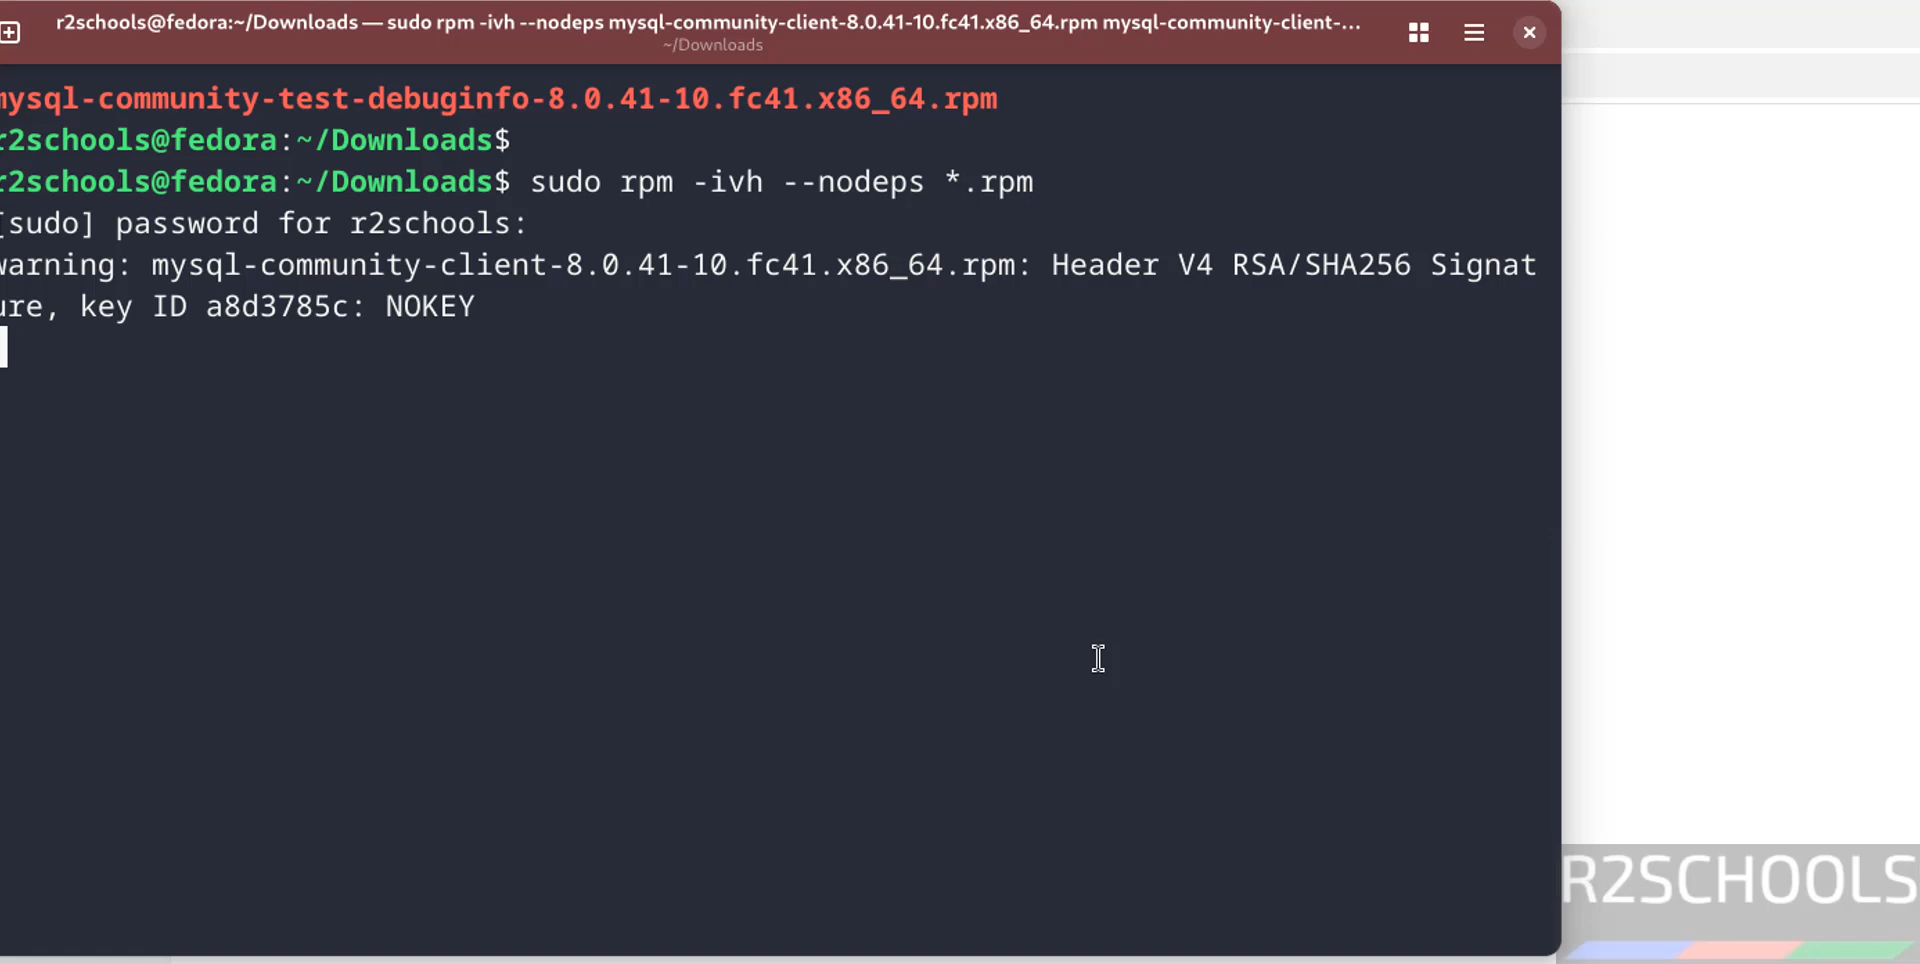 r2schools@fedora:~/Downloads — sudo rpm -ivh --nodeps mysql-community-client-8.0.41-10.fc41.x86_64.rpm mysql-community-client-...
~/Downloads
mysql-community-test-debuginfo-8.0.41-10.fc41.x86_64.rpm
r2schools@fedora:~/Downloads$
r2schools@fedora:~/Downloads$ sudo rpm -ivh --nodeps *.rpm
[sudo] password for r2schools:
warning: mysql-community-client-8.0.41-10.fc41.x86_64.rpm: Header V4 RSA/SHA256 Signat
ure, key ID a8d3785c: NOKEY
R2SCHOOLS